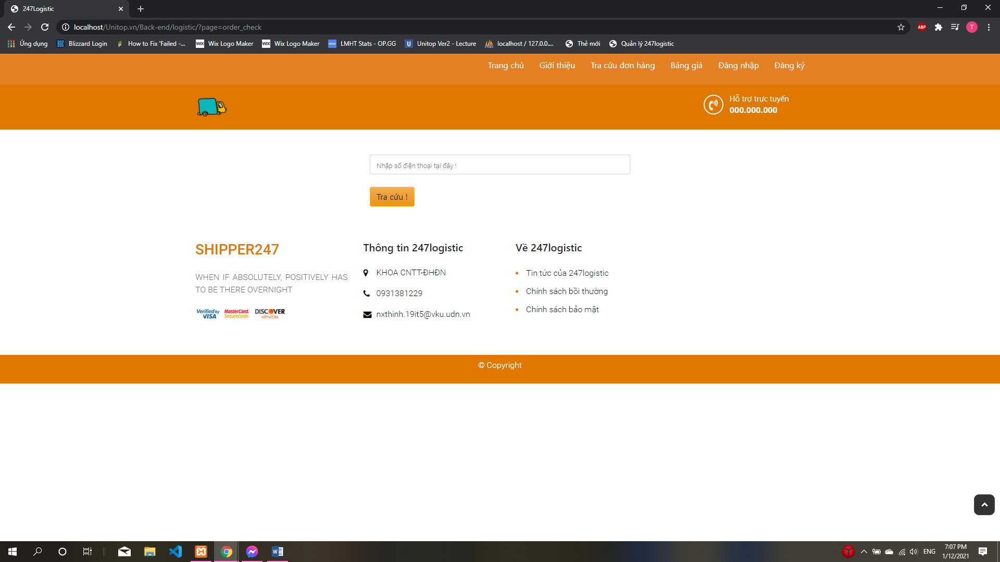 247Logistic
localhost/Unitop.vn/Back-end/logistic/?page=order_check
ABP
T
Ứng dụng
Blizzard Login
How to Fix 'Failed -...
WIX Wix Logo Maker
WIX Wix Logo Maker
LMHT Stats - OP.GG
U Unitop Ver2 - Lecture
localhost / 127.0.0....
Thẻ mới
Quản lý 247logistic
Trang chủ
Giới thiệu
Tra cứu đơn hàng
Bảng giá
Đăng nhập
Đăng ký
Hỗ trợ trực tuyến
000.000.000
Nhập số điện thoại tại đây !
Tra cứu !
SHIPPER247
WHEN IF ABSOLUTELY, POSITIVELY HAS
TO BE THERE OVERNIGHT
Verified by
VISA
MasterCard.
SecureCode.
DISCOVER
NETWORK
Thông tin 247logistic
KHOA CNTT-ĐHĐN
0931381229
nxthinh.19it5@vku.udn.vn
Về 247logistic
Tin tức của 247logistic
Chính sách bồi thường
Chính sách bảo mật
© Copyright
ENG
7:07 PM
1/12/2021